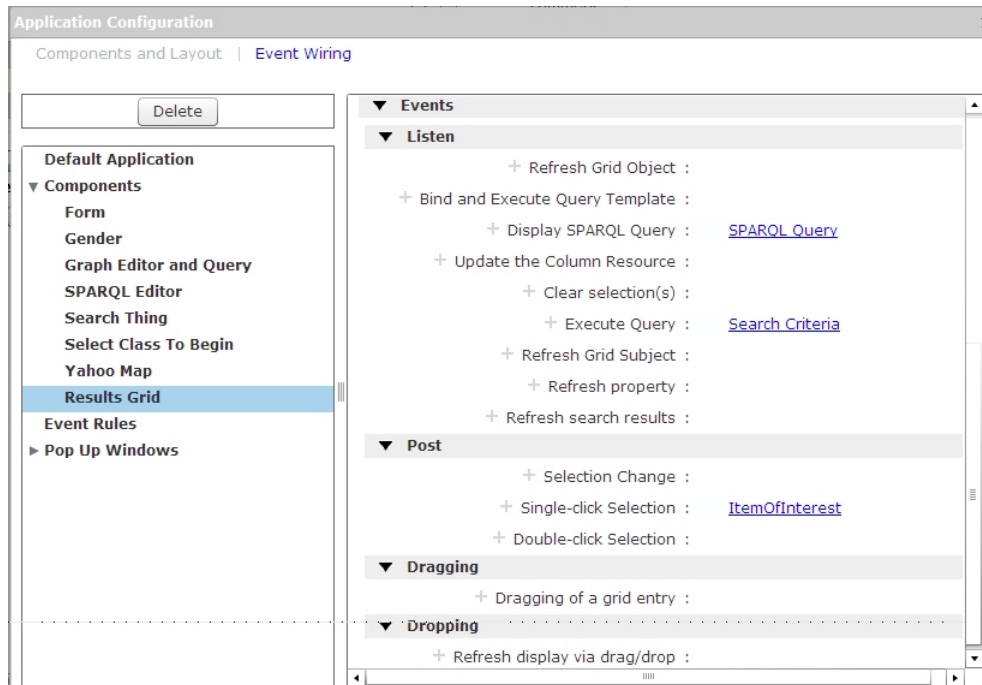 Application Configuration
Components and Layout | Event Wiring
Delete
Default Application
Components
Form
Gender
Graph Editor and Query
SPARQL Editor
Search Thing
Select Class To Begin
Yahoo Map
Results Grid
Event Rules
Pop Up Windows
Events
Listen
Refresh Grid Object :
Bind and Execute Query Template :
Display SPARQL Query : SPARQL Query
Update the Column Resource :
Clear selection(s) :
Execute Query : Search Criteria
Refresh Grid Subject :
Refresh property :
Refresh search results :
Post
Selection Change :
Single-click Selection : ItemOfInterest
Double-click Selection :
Dragging
Dragging of a grid entry :
Dropping
Refresh display via drag/drop :